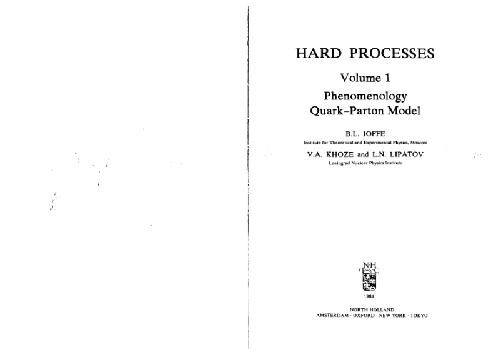 HARD PROCESSES
Volume 1
Phenomenology
Quark-Parton Model
B.L. IOFFE
Institute for Theoretical and Experimental Physics, Moscow
V.A. KHOZE and L.N. LIPATOV
Leningrad Nuclear Physics Institute
NH
1984
NORTH HOLLAND
AMSTERDAM · OXFORD · NEW YORK · TOKYO